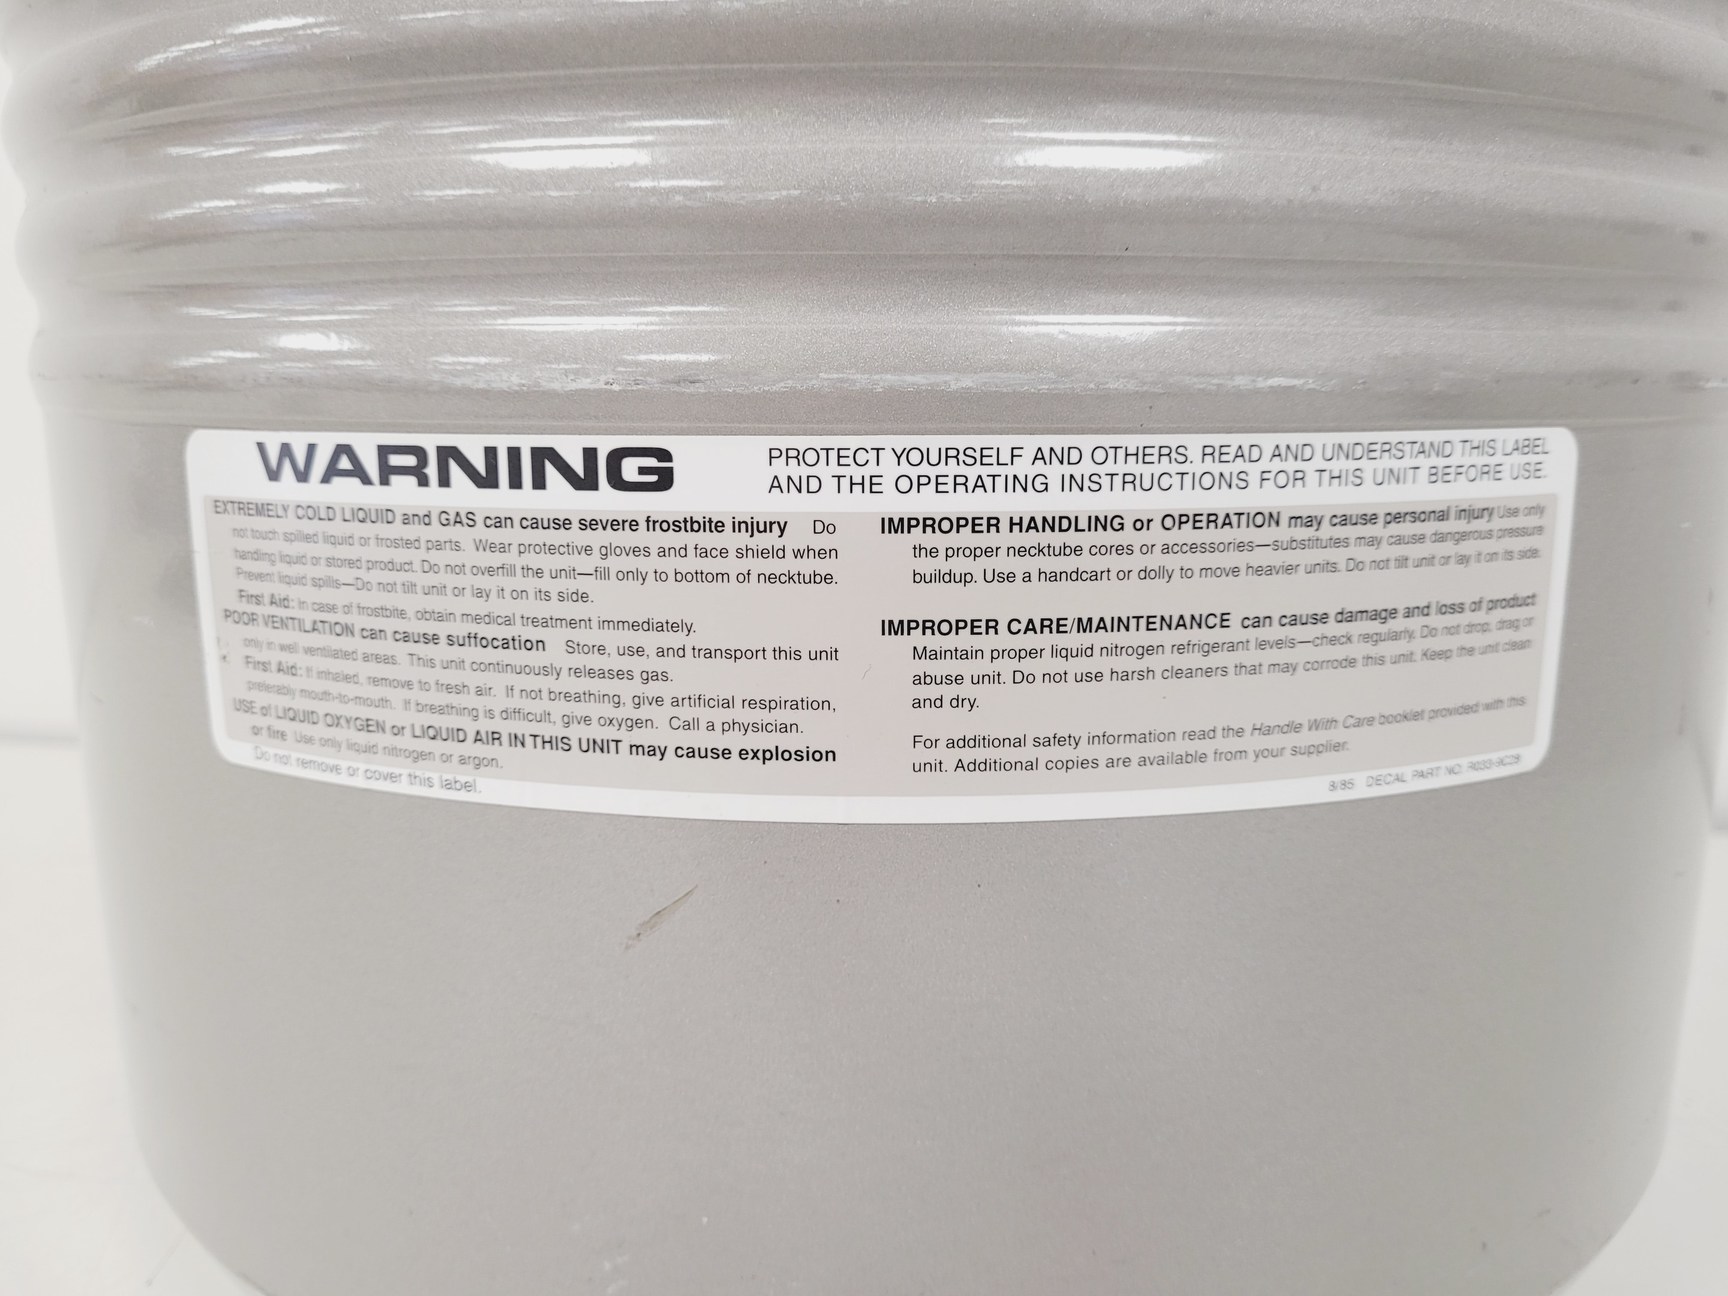 WARNING
PROTECT YOURSELF AND OTHERS. READ AND UNDERSTAND THIS LABEL
AND THE OPERATING INSTRUCTIONS FOR THIS UNIT BEFORE USE.
EXTREMELY COLD LIQUID and GAS can cause severe frostbite injury Do
not touch spilled liquid or frosted parts. Wear protective gloves and face shield when
handing liquid or stored product. Do not overfill the unit—fill only to bottom of necktube.
Prevent liquid spills—Do not tilt unit or lay it on its side.
First Aid: In case of frostbite, obtain medical treatment immediately.
POOR VENTILATION can cause suffocation Store, use, and transport this unit
only in well ventilated areas. This unit continuously releases gas.
First Aid: If inhaled, remove to fresh air. If not breathing, give artificial respiration,
preferably mouth-to-mouth. If breathing is difficult, give oxygen. Call a physician.
USE of LIQUID OXYGEN or LIQUID AIR IN THIS UNIT may cause explosion
or fire Use only liquid nitrogen or argon.
Do not remove or cover this label.
IMPROPER HANDLING or OPERATION may cause personal injury Use only
the proper necktube cores or accessories—substitutes may cause dangerous pressure
buildup. Use a handcart or dolly to move heavier units. Do not tilt unit or lay it on its side.
IMPROPER CARE/MAINTENANCE can cause damage and loss of product
Maintain proper liquid nitrogen refrigerant levels—check regularly. Do not drop, drag or
abuse unit. Do not use harsh cleaners that may corrode this unit. Keep the unit clean
and dry.
For additional safety information read the Handle With Care booklet provided with this
unit. Additional copies are available from your supplier.
8/85 DECAL PART NO. R033-9C28